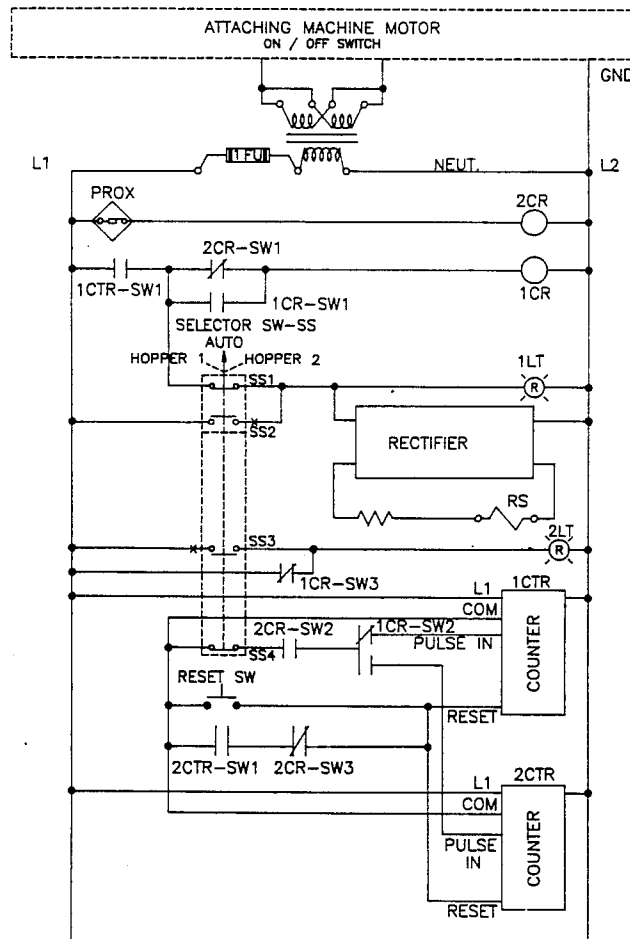 ATTACHING MACHINE MOTOR
ON / OFF SWITCH
GND
L1
1 FU
NEUT.
L2
PROX
2CR
2CR-SW1
1CTR-SW1
1CR-SW1
1CR
SELECTOR SW-SS
AUTO
HOPPER 1
HOPPER 2
SS1
1LT
R
SS2
RECTIFIER
RS
SS3
2LT
R
1CR-SW3
L1
1CTR
COM
2CR-SW2
1CR-SW2
PULSE IN
COUNTER
SS4
RESET SW
RESET
2CTR-SW1
2CR-SW3
L1
2CTR
COM
COUNTER
PULSE
IN
RESET